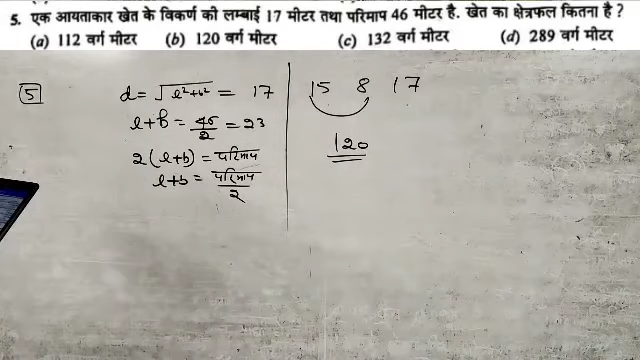 5. एक आयताकार खेत के विकर्ण की लम्बाई 17 मीटर तथा परिमाप 46 मीटर है. खेत का क्षेत्रफल कितना है ?
(a) 112 वर्ग मीटर (b) 120 वर्ग मीटर (c) 132 वर्ग मीटर (d) 289 वर्ग मीटर
5
d = √l²+b² = 17
l+b = 46/2 = 23
2(l+b) = परिमाप
l+b = परिमाप/2
15 8 17
120